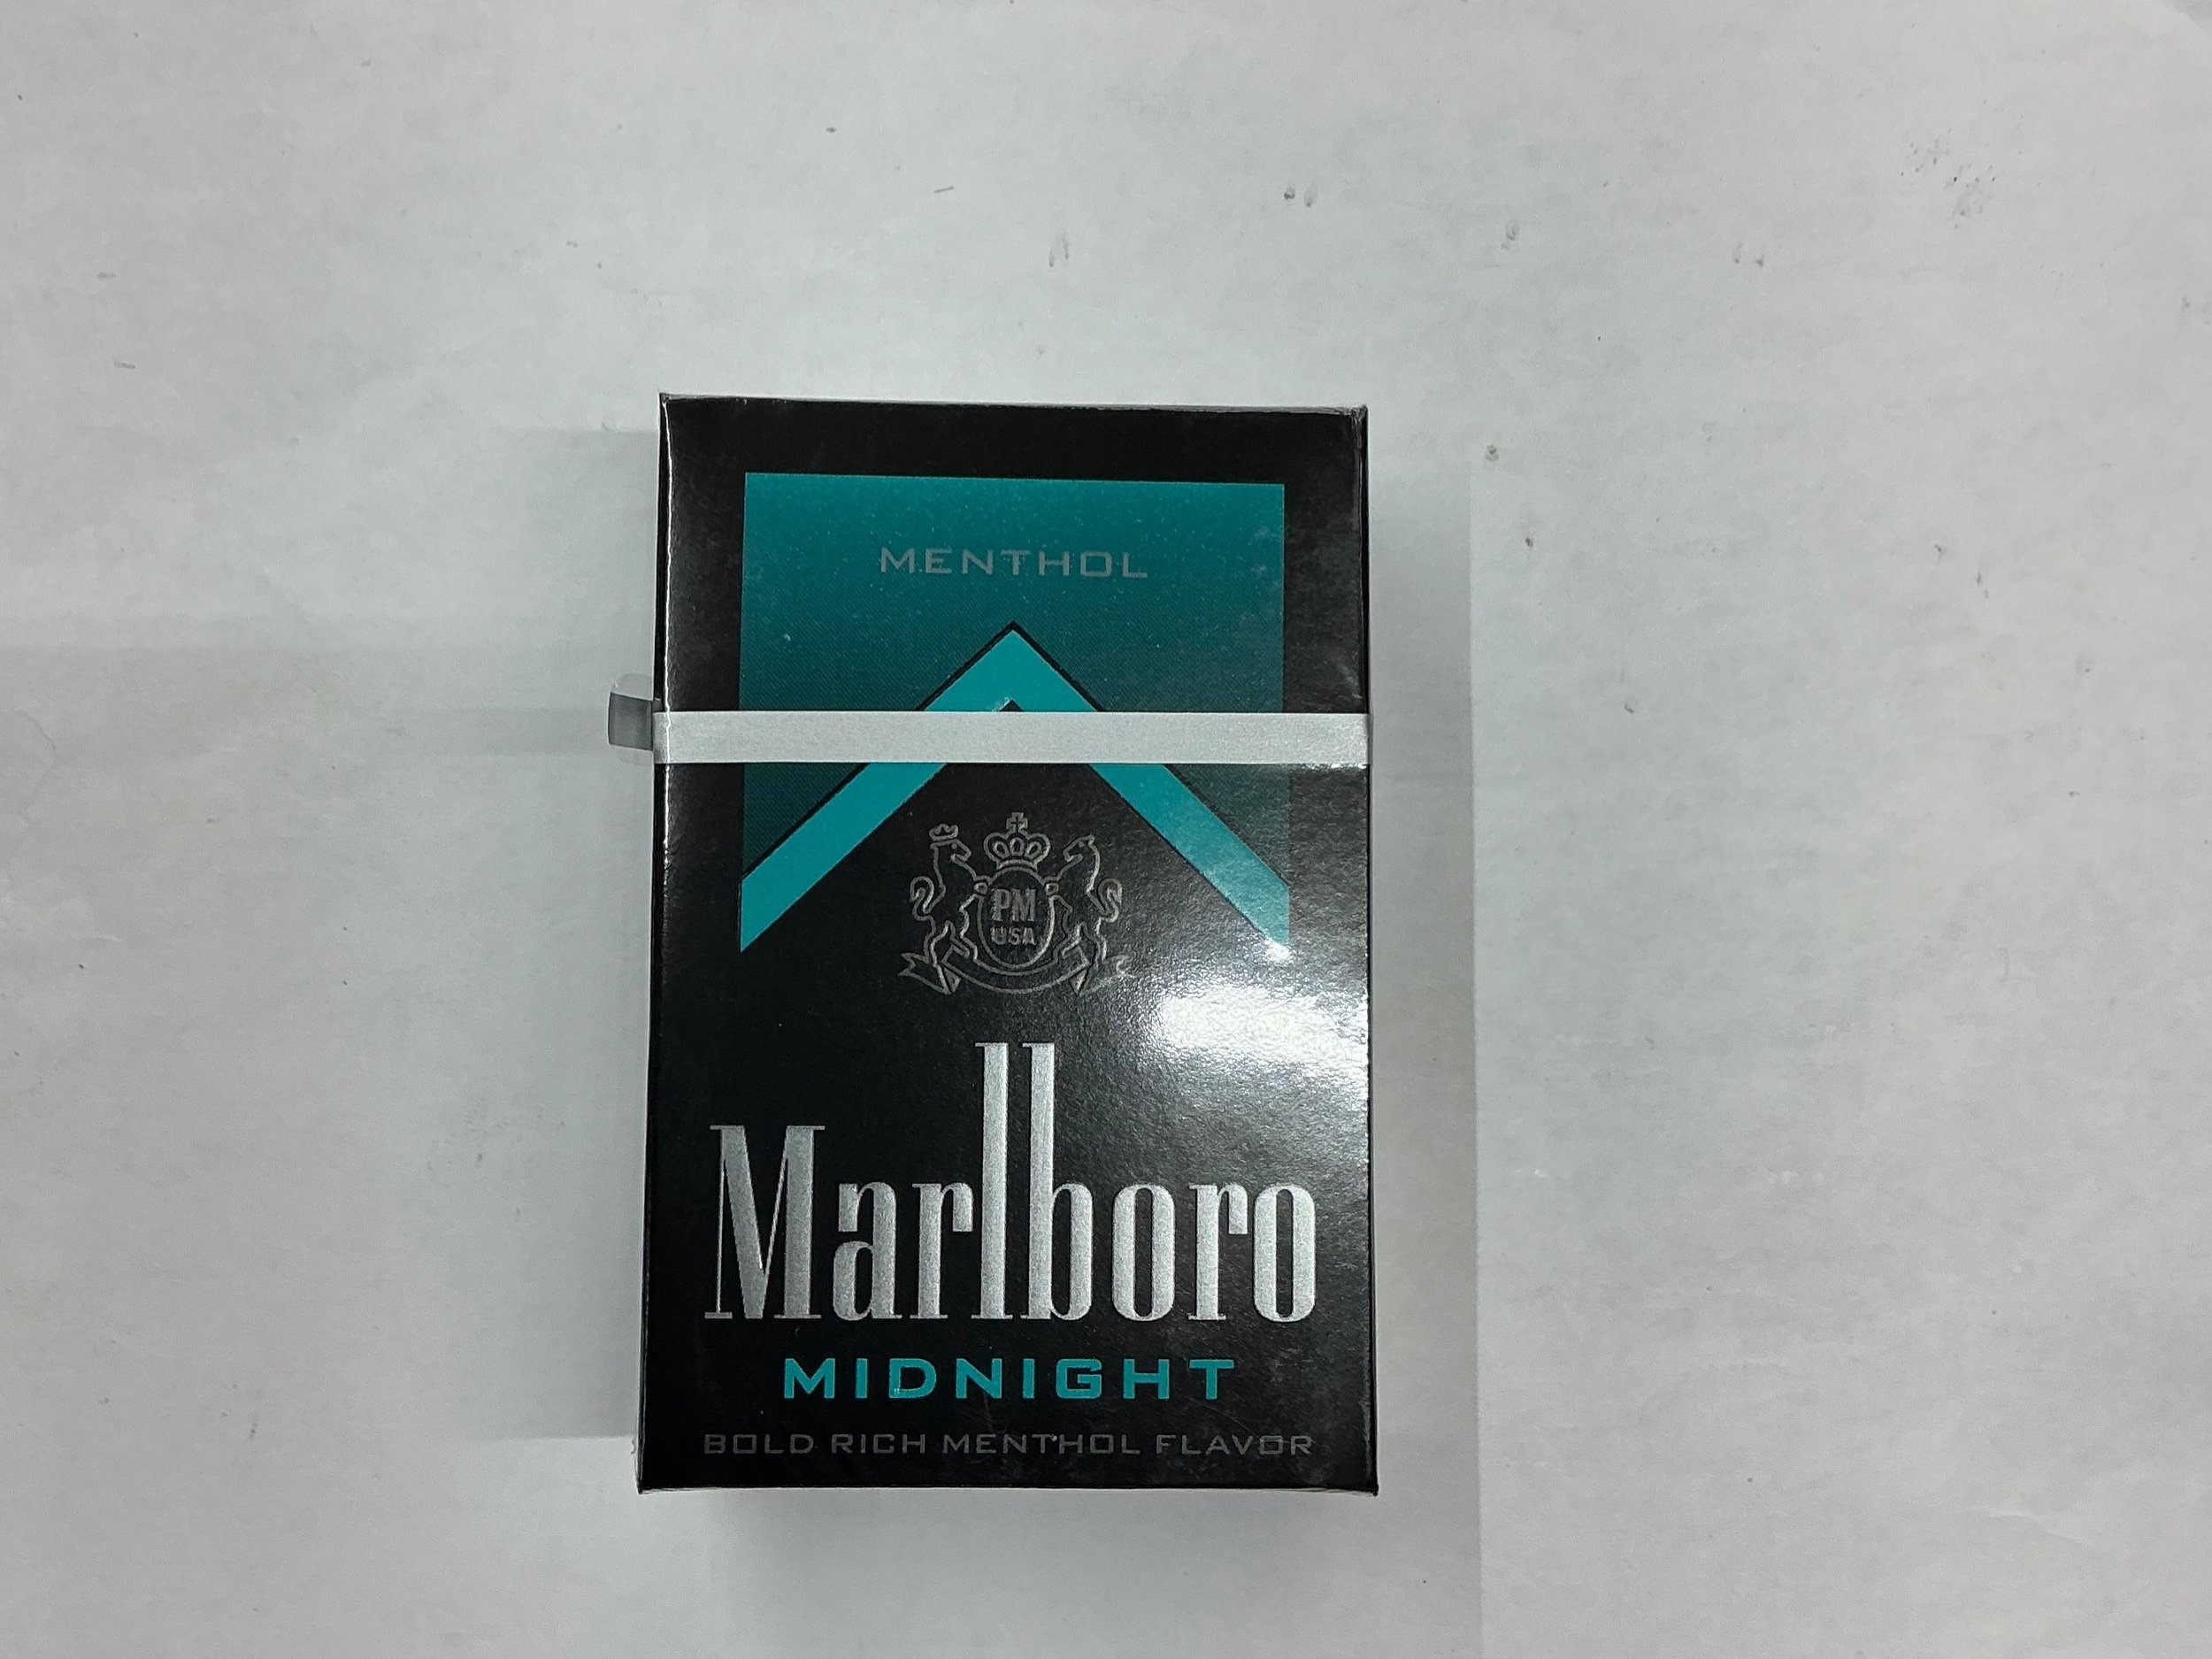 MENTHOL
PM
USA
Marlboro
MIDNIGHT
BOLD RICH MENTHOL FLAVOR